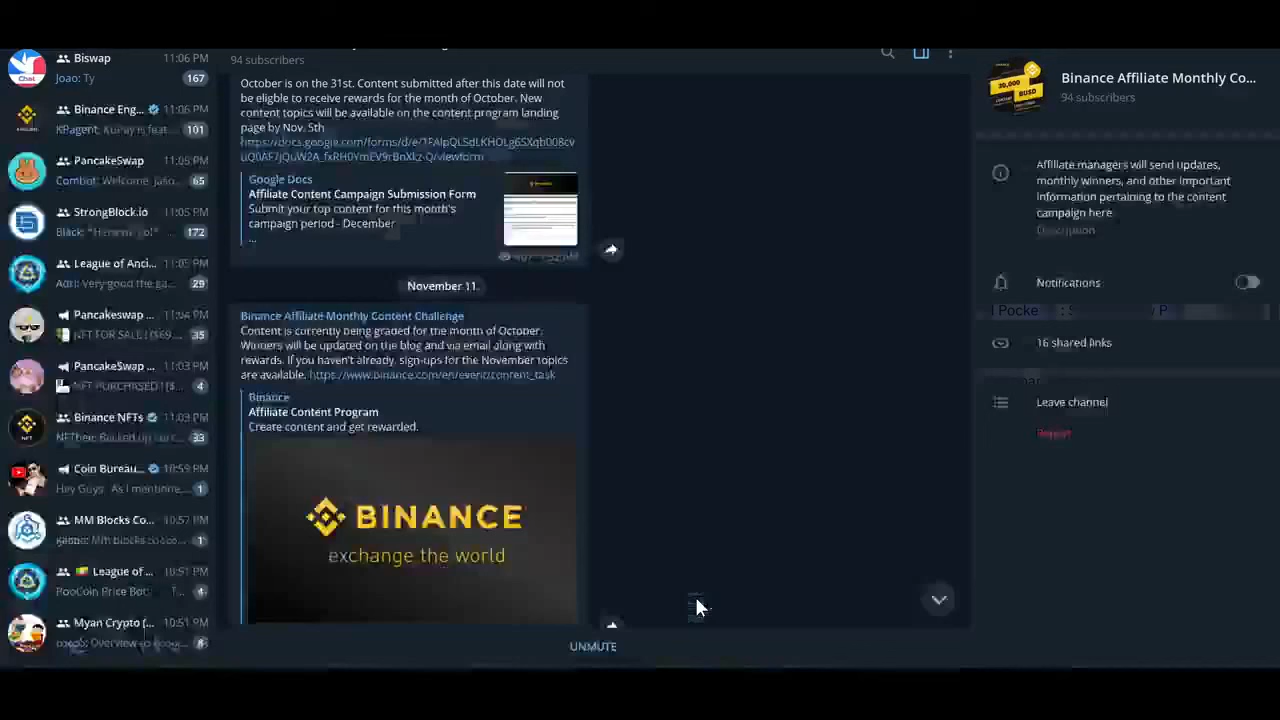 Biswap 11:06 PM
Joao: Ty 167
Binance Eng... 11:06 PM
101
PancakeSwap 11:05 PM
Combot: Welcome, 65
StrongBlock.io 11:05 PM
Black: 172
League of Anci... 11:05 PM
Adri: Very good the ga... 29
Pancakeswap ... 11:04 PM
NFT FOR SALE 35
PancakeSwap ... 11:03 PM
NFT PURCHASED 4
Binance NFTs 11:03 PM
33
Coin Bureau... 10:59 PM
Hey Guys. As I mentione... 1
MM Blocks Co... 10:57 PM
1
League of ... 10:51 PM
RooCoin Price Bot:
Myan Crypto 10:51 PM
Overview
94 subscribers
October is one the 31st. Content submitted after this date will not
be eligible to receive rewards for the month of October. New
content topics will be available on the content program landing
page by Nov. 5th
Google Docs
Affiliate Content Campaign Submission Form
Submit your top content for this month's
campaign period - December
...
November 11
Binance Affiliate Monthly Content Challenge
Content is currently being graded for the month of October.
Winners will be updated on the blog and via email along with
rewards. If you haven't already, sign-ups for the November topics
are available. https://www.binance.com/en/event/content_task
Binance
Affiliate Content Program
Create content and get rewarded.
BINANCE
exchange the world
UNMUTE
20,000
BUSD
Binance Affiliate Monthly Co...
94 subscribers
Affiliate managers will send updates,
monthly winners, and other important
information pertaining to the content
campaign here.
Description
Notifications
16 shared links
Leave channel
Report